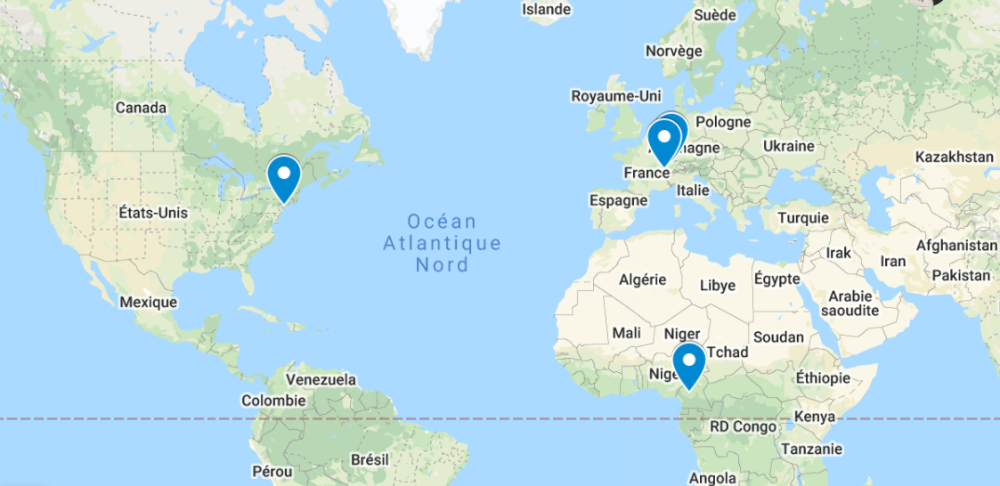 Islande
Suède
Norvège
Royaume-Uni
Canada
Pologne
Ukraine
Kazakhstan
France
Italie
Espagne
États-Unis
Turquie
Océan
Atlantique
Nord
Afghanistan
Irak
Iran
Pakistan
Algérie
Libye
Égypte
Arabie
saoudite
Mexique
Mali
Niger
Soudan
Tchad
Venezuela
Éthiopie
Colombie
Kenya
RD Congo
Tanzanie
Pérou
Brésil
Angola